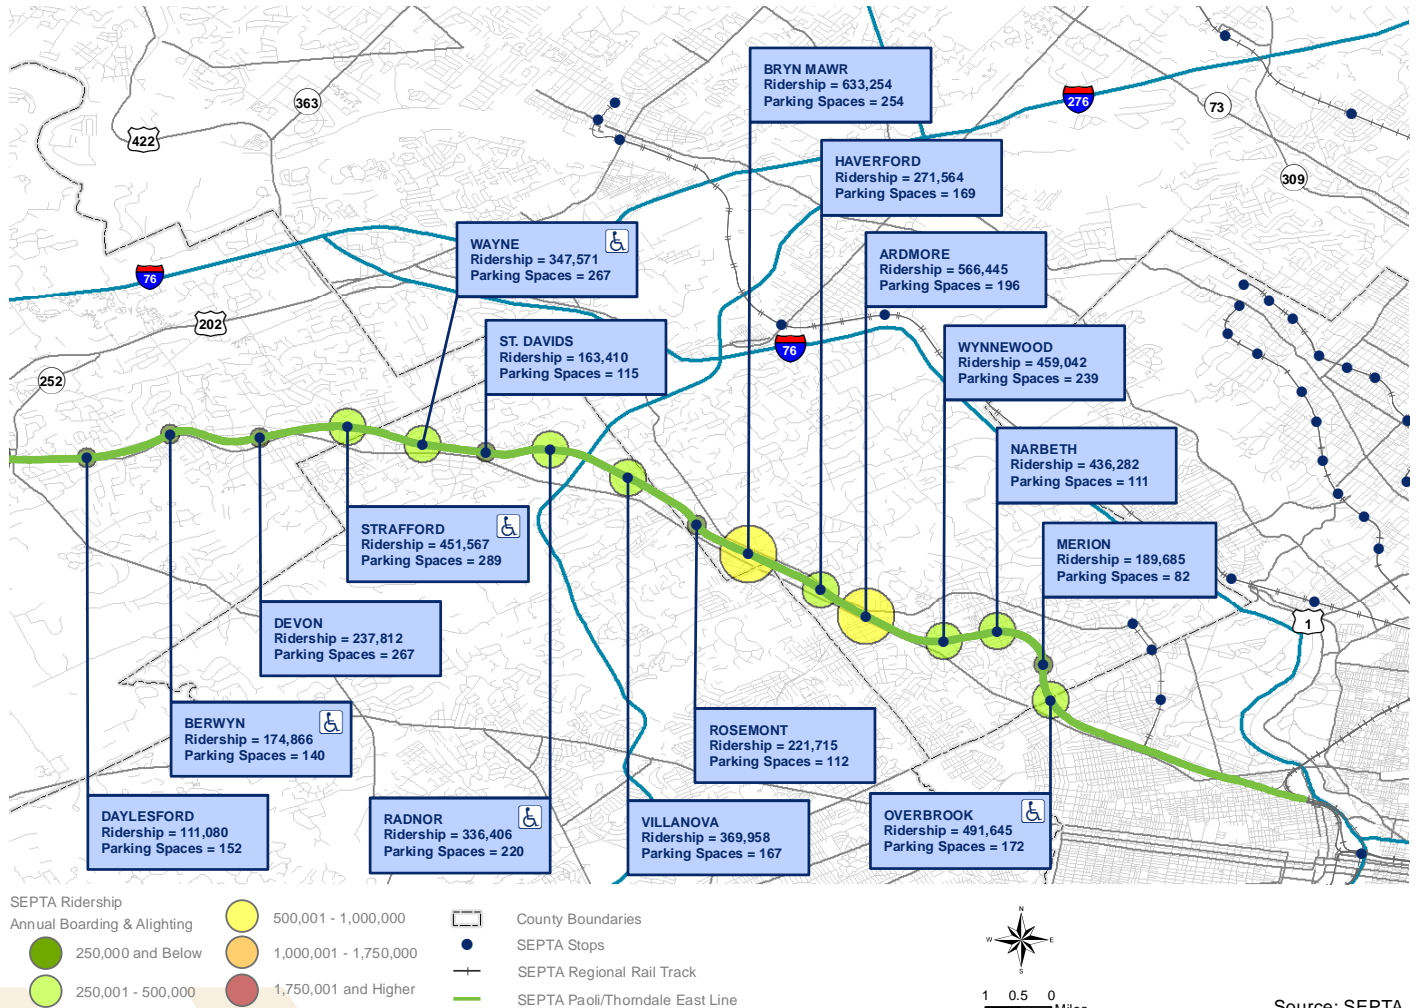 BRYN MAWR
Ridership = 633,254
Parking Spaces = 254
276
73
363
422
HAVERFORD
Ridership = 271,564
Parking Spaces = 169
309
WAYNE
Ridership = 347,571
Parking Spaces = 267
ARDMORE
Ridership = 566,445
Parking Spaces = 196
76
202
ST. DAVIDS
Ridership = 163,410
Parking Spaces = 115
76
WYNNEWOOD
Ridership = 459,042
Parking Spaces = 239
252
NARBETH
Ridership = 436,282
Parking Spaces = 111
STRAFFORD
Ridership = 451,567
Parking Spaces = 289
MERION
Ridership = 189,685
Parking Spaces = 82
DEVON
Ridership = 237,812
Parking Spaces = 267
1
BERWYN
Ridership = 174,866
Parking Spaces = 140
ROSEMONT
Ridership = 221,715
Parking Spaces = 112
DAYLESFORD
Ridership = 111,080
Parking Spaces = 152
RADNOR
Ridership = 336,406
Parking Spaces = 220
VILLANOVA
Ridership = 369,958
Parking Spaces = 167
OVERBROOK
Ridership = 491,645
Parking Spaces = 172
SEPTA Ridership
Annual Boarding & Alighting
250,000 and Below
250,001 - 500,000
500,001 - 1,000,000
1,000,001 - 1,750,000
1,750,001 and Higher
County Boundaries
SEPTA Stops
SEPTA Regional Rail Track
SEPTA Paoli/Thorndale East Line
N
W E
S
1 0.5 0
Miles
Source: SEPTA